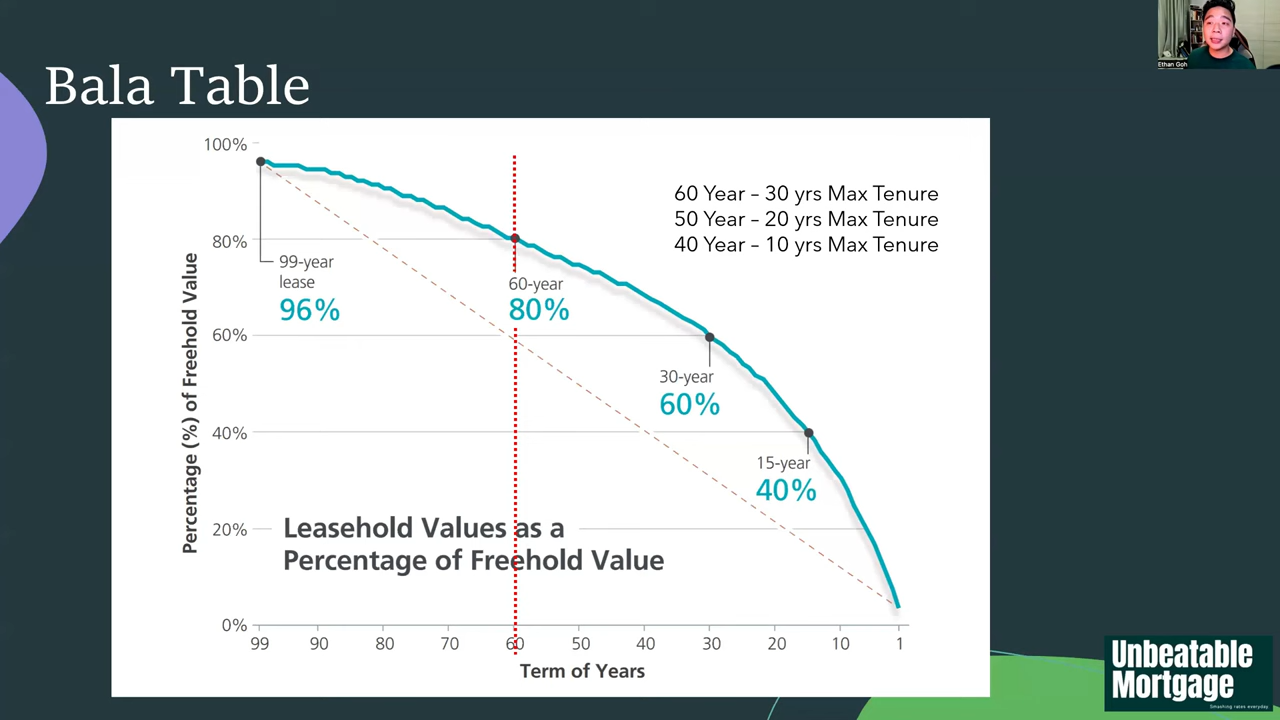 Ethan Goh
Bala Table
100%
80%
60%
40%
20%
0%
Percentage (%) of Freehold Value
60 Year – 30 yrs Max Tenure
50 Year – 20 yrs Max Tenure
40 Year – 10 yrs Max Tenure
99-year
lease
96%
60-year
80%
30-year
60%
15-year
40%
Leasehold Values as a
Percentage of Freehold Value
99 90 80 70 60 50 40 30 20 10 1
Term of Years
Unbeatable
Mortgage
Smashing rates everyday